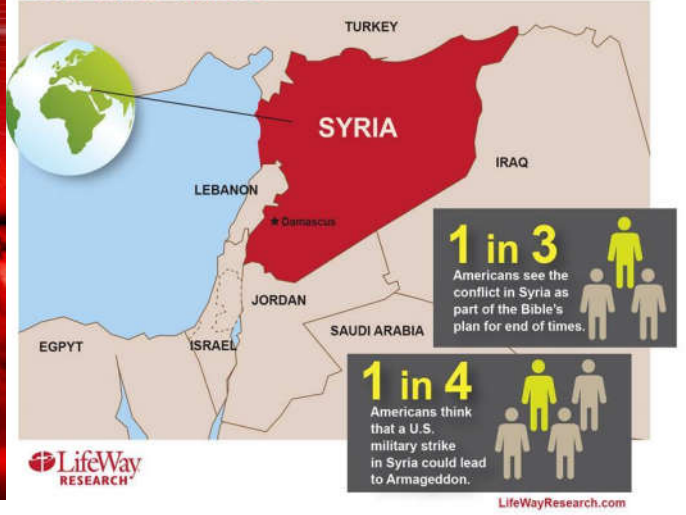 TURKEY
SYRIA
IRAQ
LEBANON
★ Damascus
1 in 3
Americans see the
conflict in Syria as
part of the Bible's
plan for end of times.
JORDAN
SAUDI ARABIA
EGPYT
ISRAEL
1 in 4
Americans think
that a U.S.
military strike
in Syria could lead
to Armageddon.
LifeWay
RESEARCH
LifeWayResearch.com